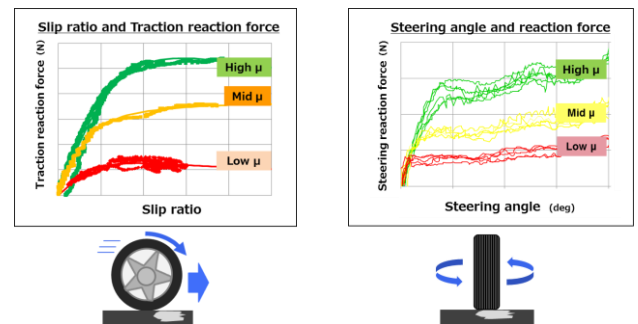 Slip ratio and Traction reaction force
Traction reaction force (N)
High μ
Mid μ
Low μ
Slip ratio
Steering angle and reaction force
Steering reaction force (N)
High μ
Mid μ
Low μ
Steering angle (deg)